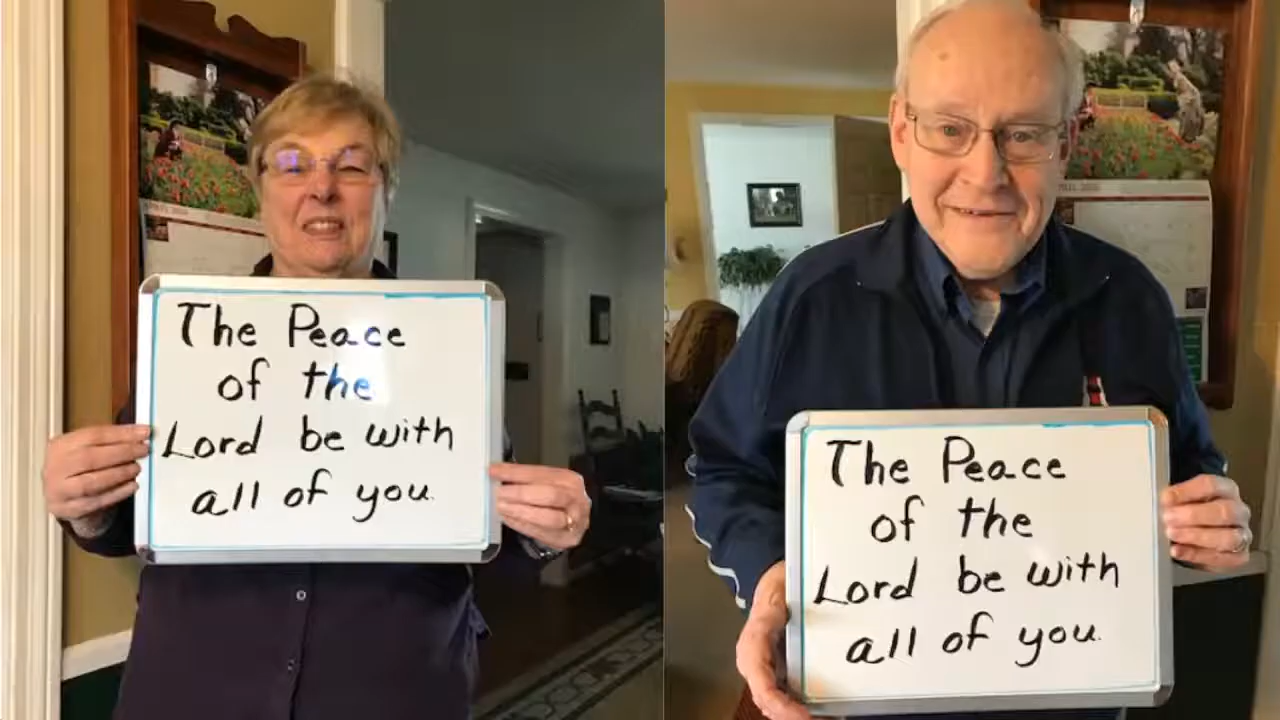 The Peace
of the
Lord be with
all of you.
The Peace
of the
Lord be with
all of you.